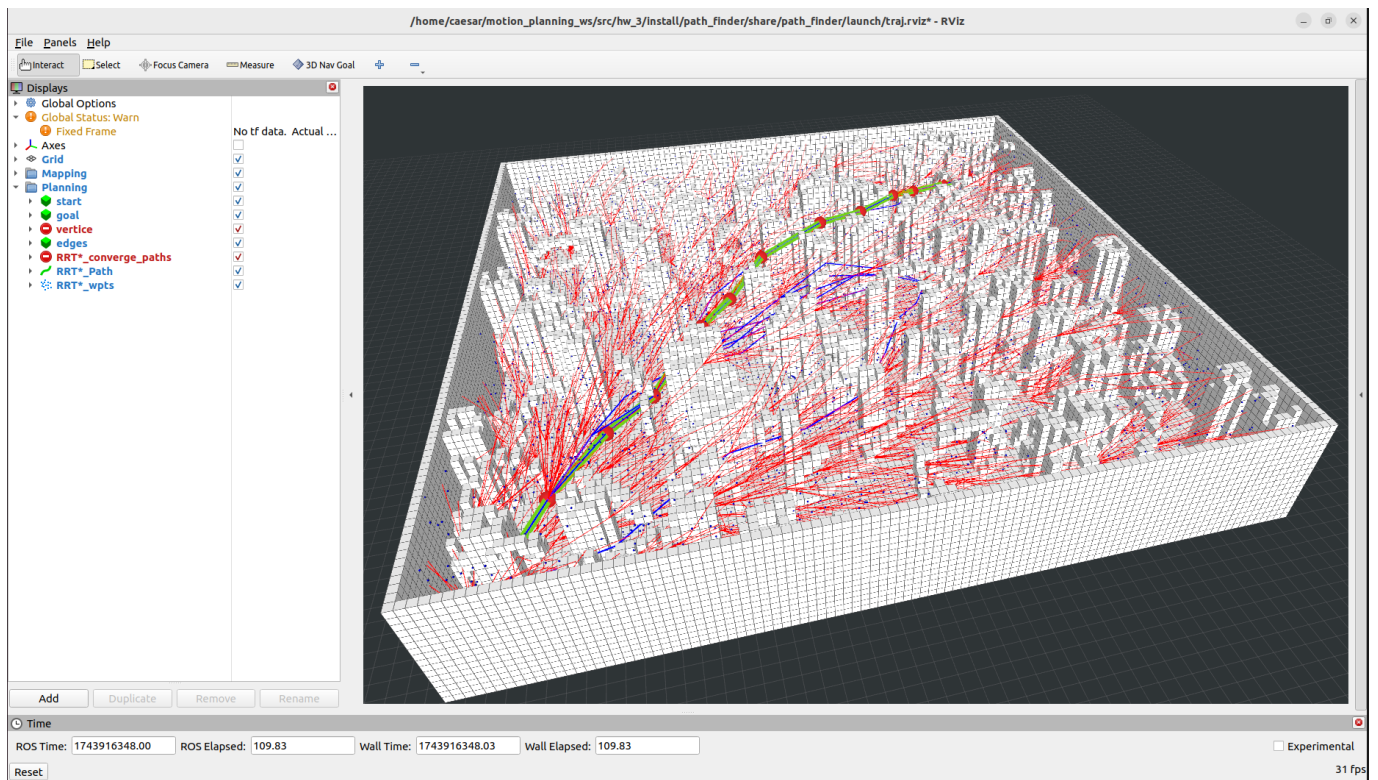 /home/caesar/motion_planning_ws/src/hw_3/install/path_finder/share/path_finder/launch/traj.rviz* - RViz
File Panels Help
Interact Select Focus Camera Measure 3D Nav Goal
Displays
Global Options
Global Status: Warn
Fixed Frame No tf data. Actual ...
Axes
Grid
Mapping
Planning
start
goal
vertice
edges
RRT*_converge_paths
RRT*_Path
RRT*_wpts
Add Duplicate Remove Rename
Time
ROS Time: 1743916348.00 ROS Elapsed: 109.83 Wall Time: 1743916348.03 Wall Elapsed: 109.83 Experimental
Reset 31 fps